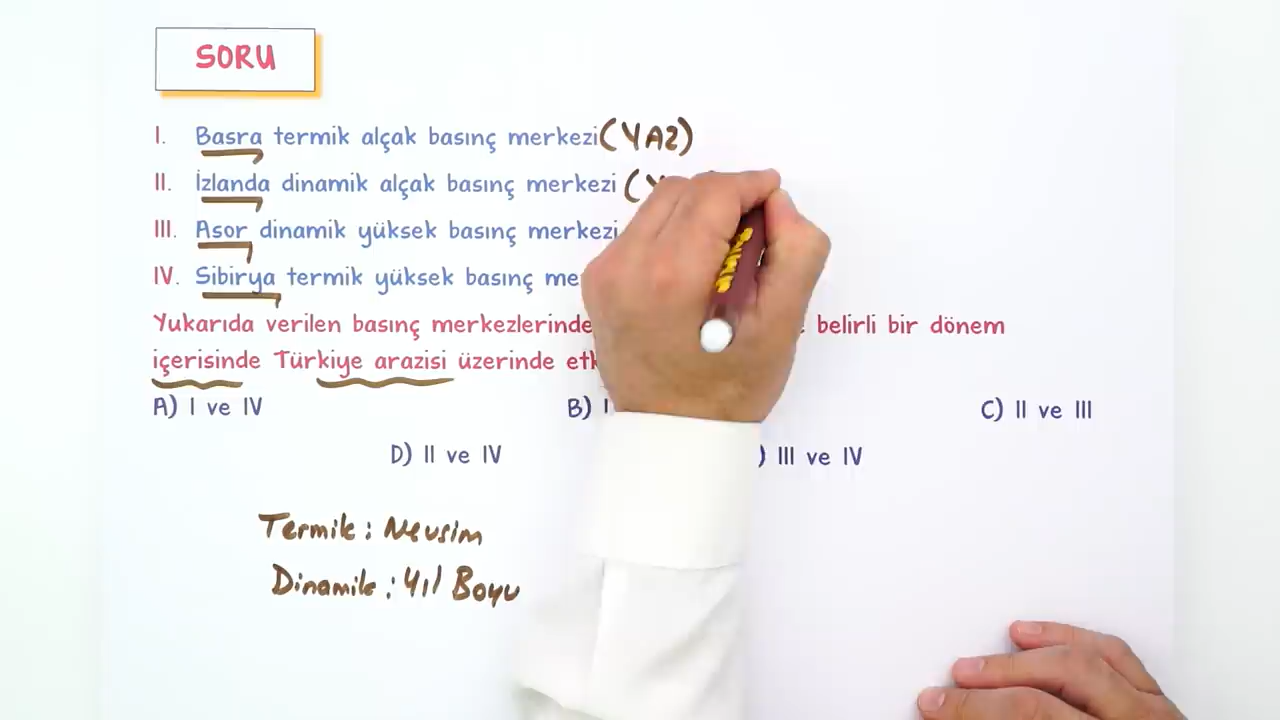 SORU
I. Basra termik alçak basınç merkezi (YAZ)
II. İzlanda dinamik alçak basınç merkezi (
III. Asor dinamik yüksek basınç merkezi
IV. Sibirya termik yüksek basınç
Yukarıda verilen basınç merkezlerinde belirli bir dönem
içerisinde Türkiye arazisi üzerinde
A) I ve IV
B) I
C) II ve III
D) II ve IV
) III ve IV
Termik : Mevsim
Dinamik : Yıl Boyu